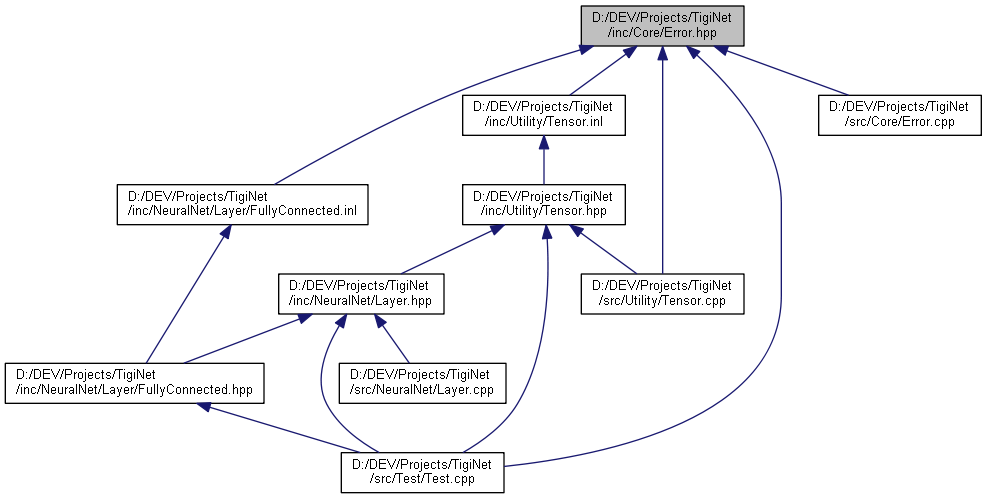 D:/DEV/Projects/TigiNet
/inc/Core/Error.hpp
D:/DEV/Projects/TigiNet
/inc/Utility/Tensor.inl
D:/DEV/Projects/TigiNet
/src/Core/Error.cpp
D:/DEV/Projects/TigiNet
/inc/NeuralNet/Layer/FullyConnected.inl
D:/DEV/Projects/TigiNet
/inc/Utility/Tensor.hpp
D:/DEV/Projects/TigiNet
/inc/NeuralNet/Layer.hpp
D:/DEV/Projects/TigiNet
/src/Utility/Tensor.cpp
D:/DEV/Projects/TigiNet
/inc/NeuralNet/Layer/FullyConnected.hpp
D:/DEV/Projects/TigiNet
/src/NeuralNet/Layer.cpp
D:/DEV/Projects/TigiNet
/src/Test/Test.cpp